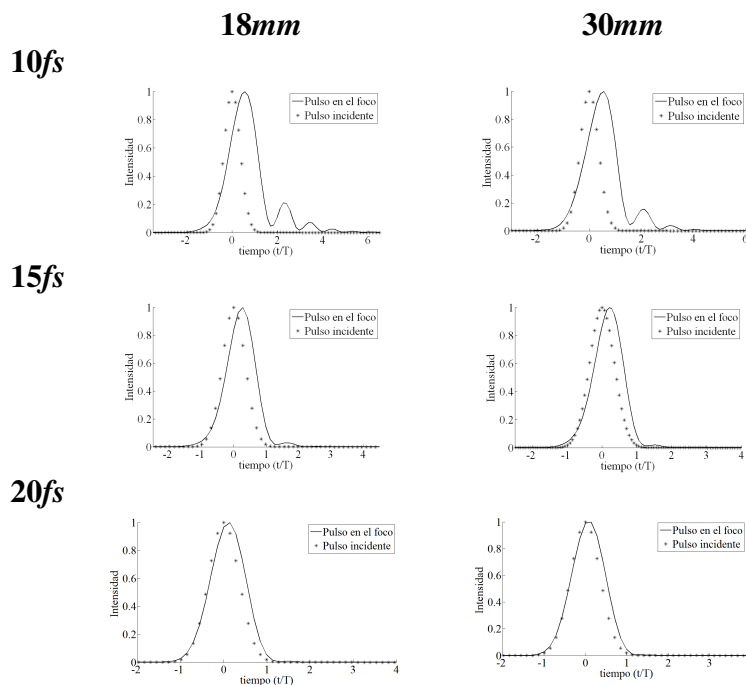 18mm 30mm
10fs
Intensidad
1
0.8
0.6
0.4
0.2
0
-2 0 2 4 6
tiempo (t/T)
Pulso en el foco
Pulso incidente
Intensidad
1
0.8
0.6
0.4
0.2
0
-2 0 2 4 6
tiempo (t/T)
Pulso en el foco
Pulso incidente
15fs
Intensidad
1
0.8
0.6
0.4
0.2
0
-2 -1 0 1 2 3 4
tiempo (t/T)
Pulso en el foco
Pulso incidente
Intensidad
1
0.8
0.6
0.4
0.2
0
-2 -1 0 1 2 3 4
tiempo (t/T)
Pulso en el foco
Pulso incidente
20fs
Intensidad
1
0.8
0.6
0.4
0.2
0
-2 -1 0 1 2 3 4
tiempo (t/T)
Pulso en el foco
Pulso incidente
Intensidad
1
0.8
0.6
0.4
0.2
0
-2 -1 0 1 2 3
tiempo (t/T)
Pulso en el foco
Pulso incidente